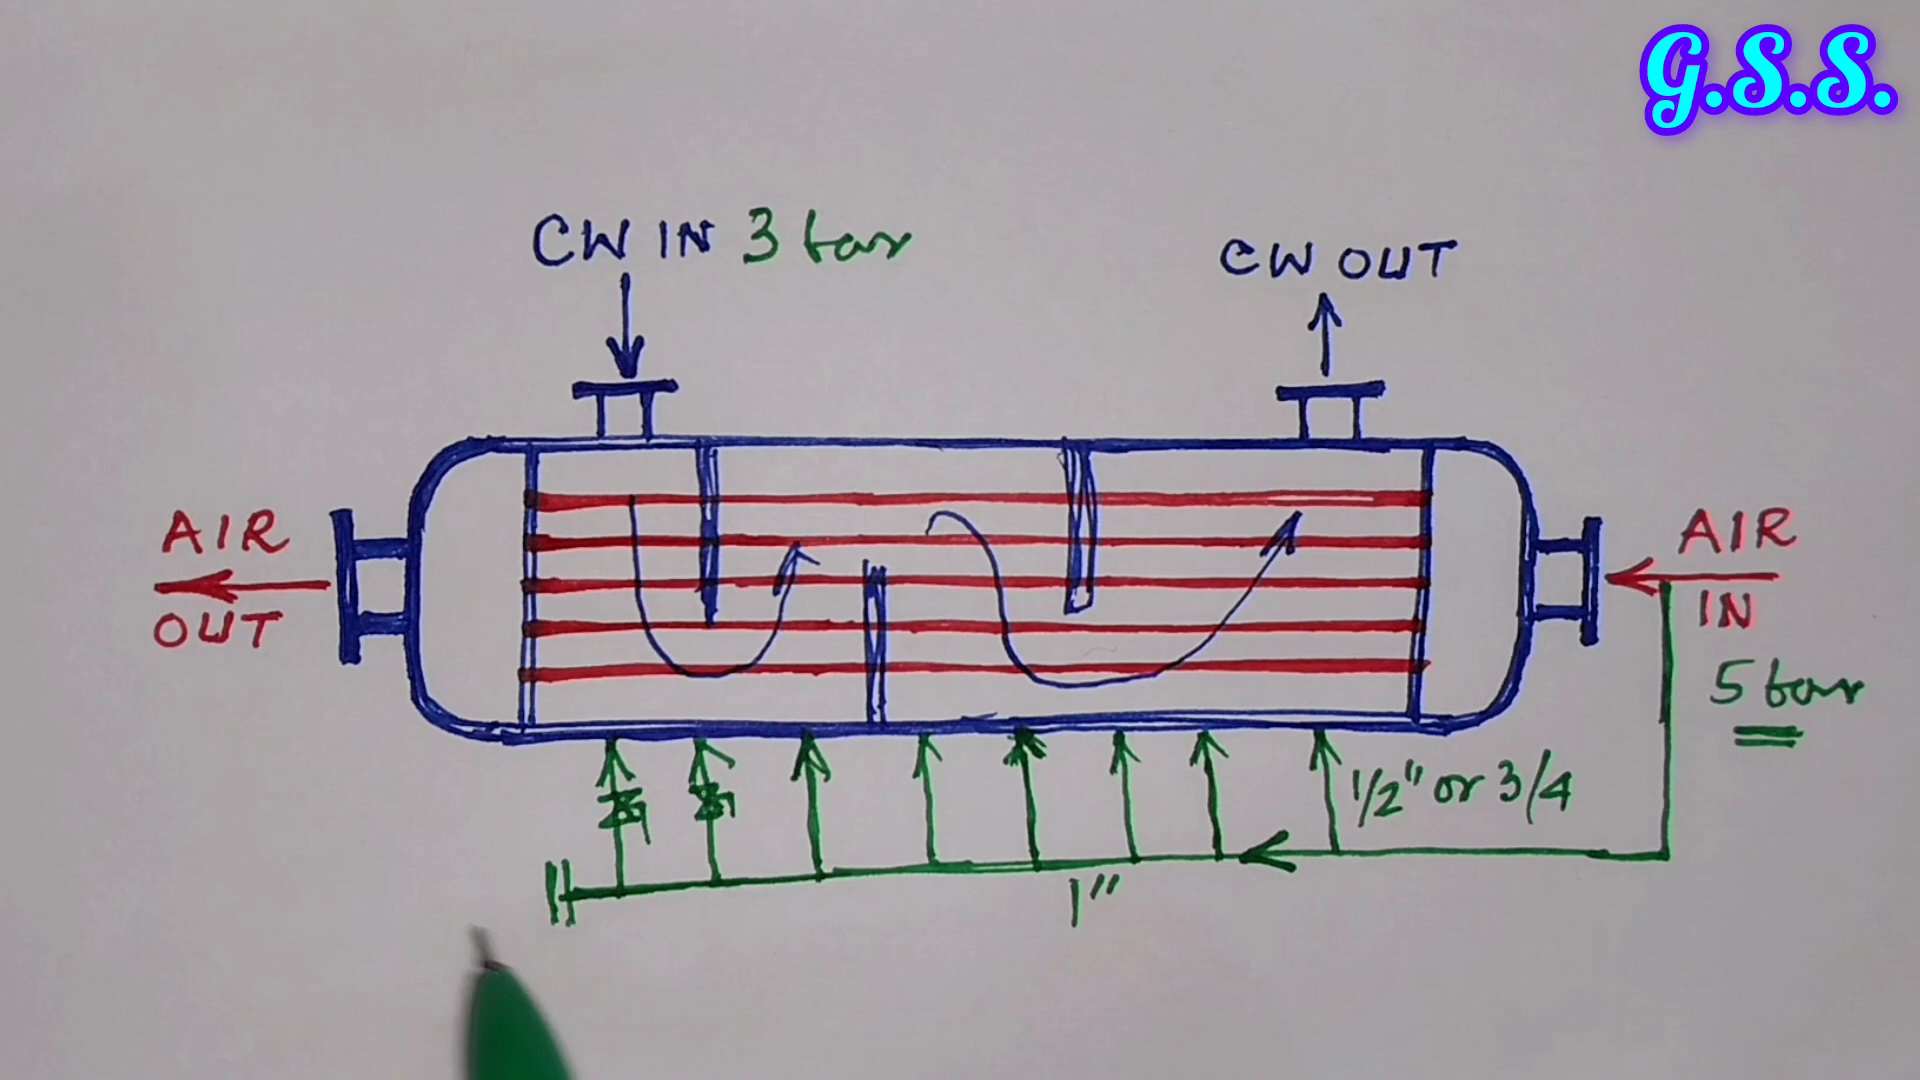 G.S.S.
CW IN 3 bar
CW OUT
AIR
OUT
AIR
IN
5 bar
1/2" or 3/4
1"